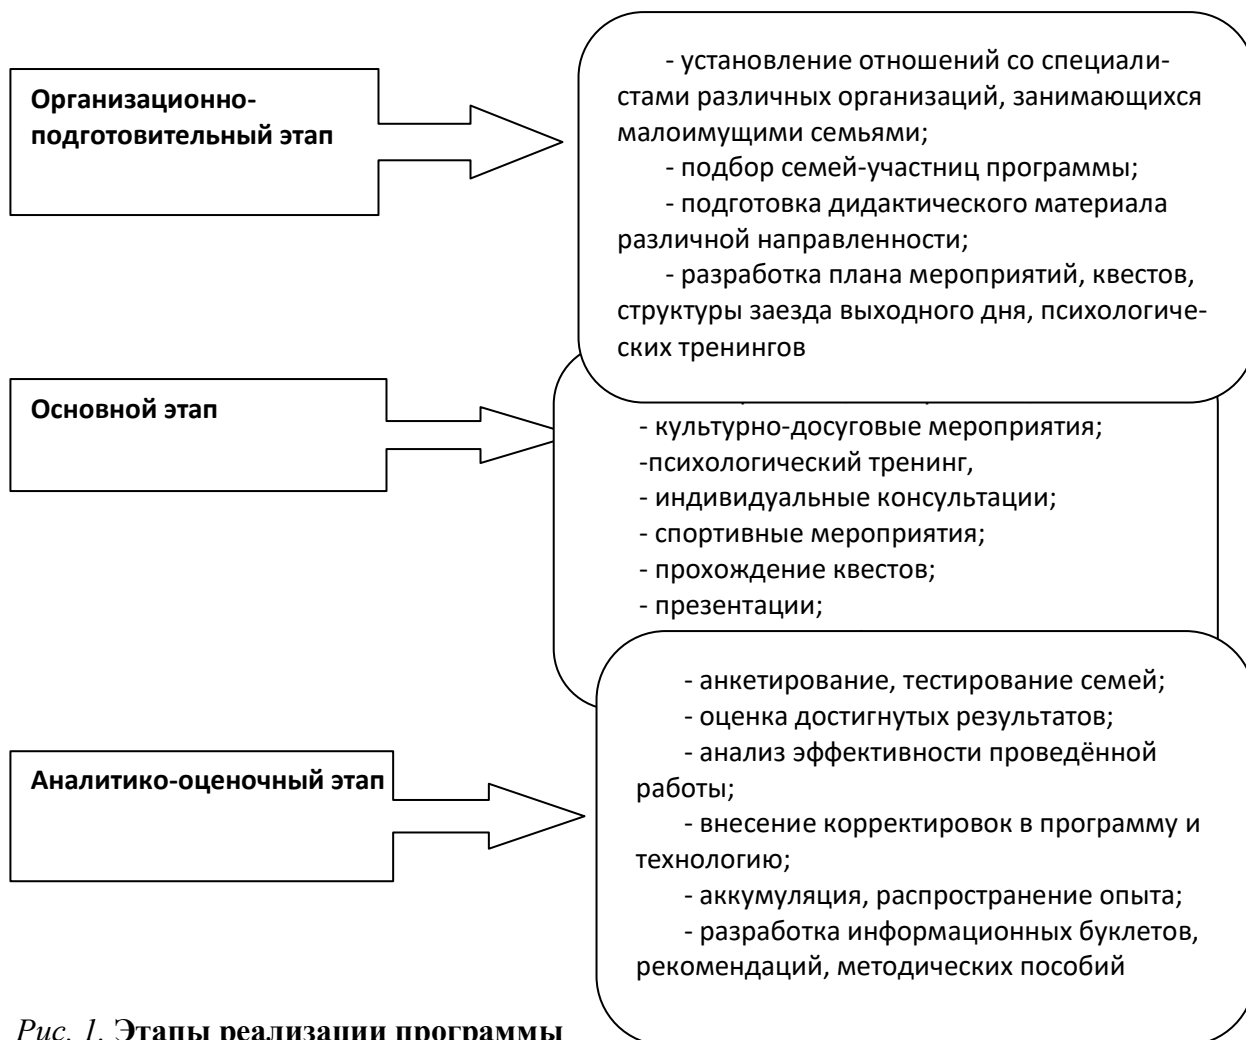 Организационно-
подготовительный этап
- установление отношений со специали-
стами различных организаций, занимающихся
малоимущими семьями;
- подбор семей-участниц программы;
- подготовка дидактического материала
различной направленности;
- разработка плана мероприятий, квестов,
структуры заезда выходного дня, психологиче-
ских тренингов
Основной этап
- культурно-досуговые мероприятия;
-психологический тренинг,
- индивидуальные консультации;
- спортивные мероприятия;
- прохождение квестов;
- презентации;
Аналитико-оценочный этап
- анкетирование, тестирование семей;
- оценка достигнутых результатов;
- анализ эффективности проведённой
работы;
- внесение корректировок в программу и
технологию;
- аккумуляция, распространение опыта;
- разработка информационных буклетов,
рекомендаций, методических пособий
Рис. 1. Этапы реализации программы